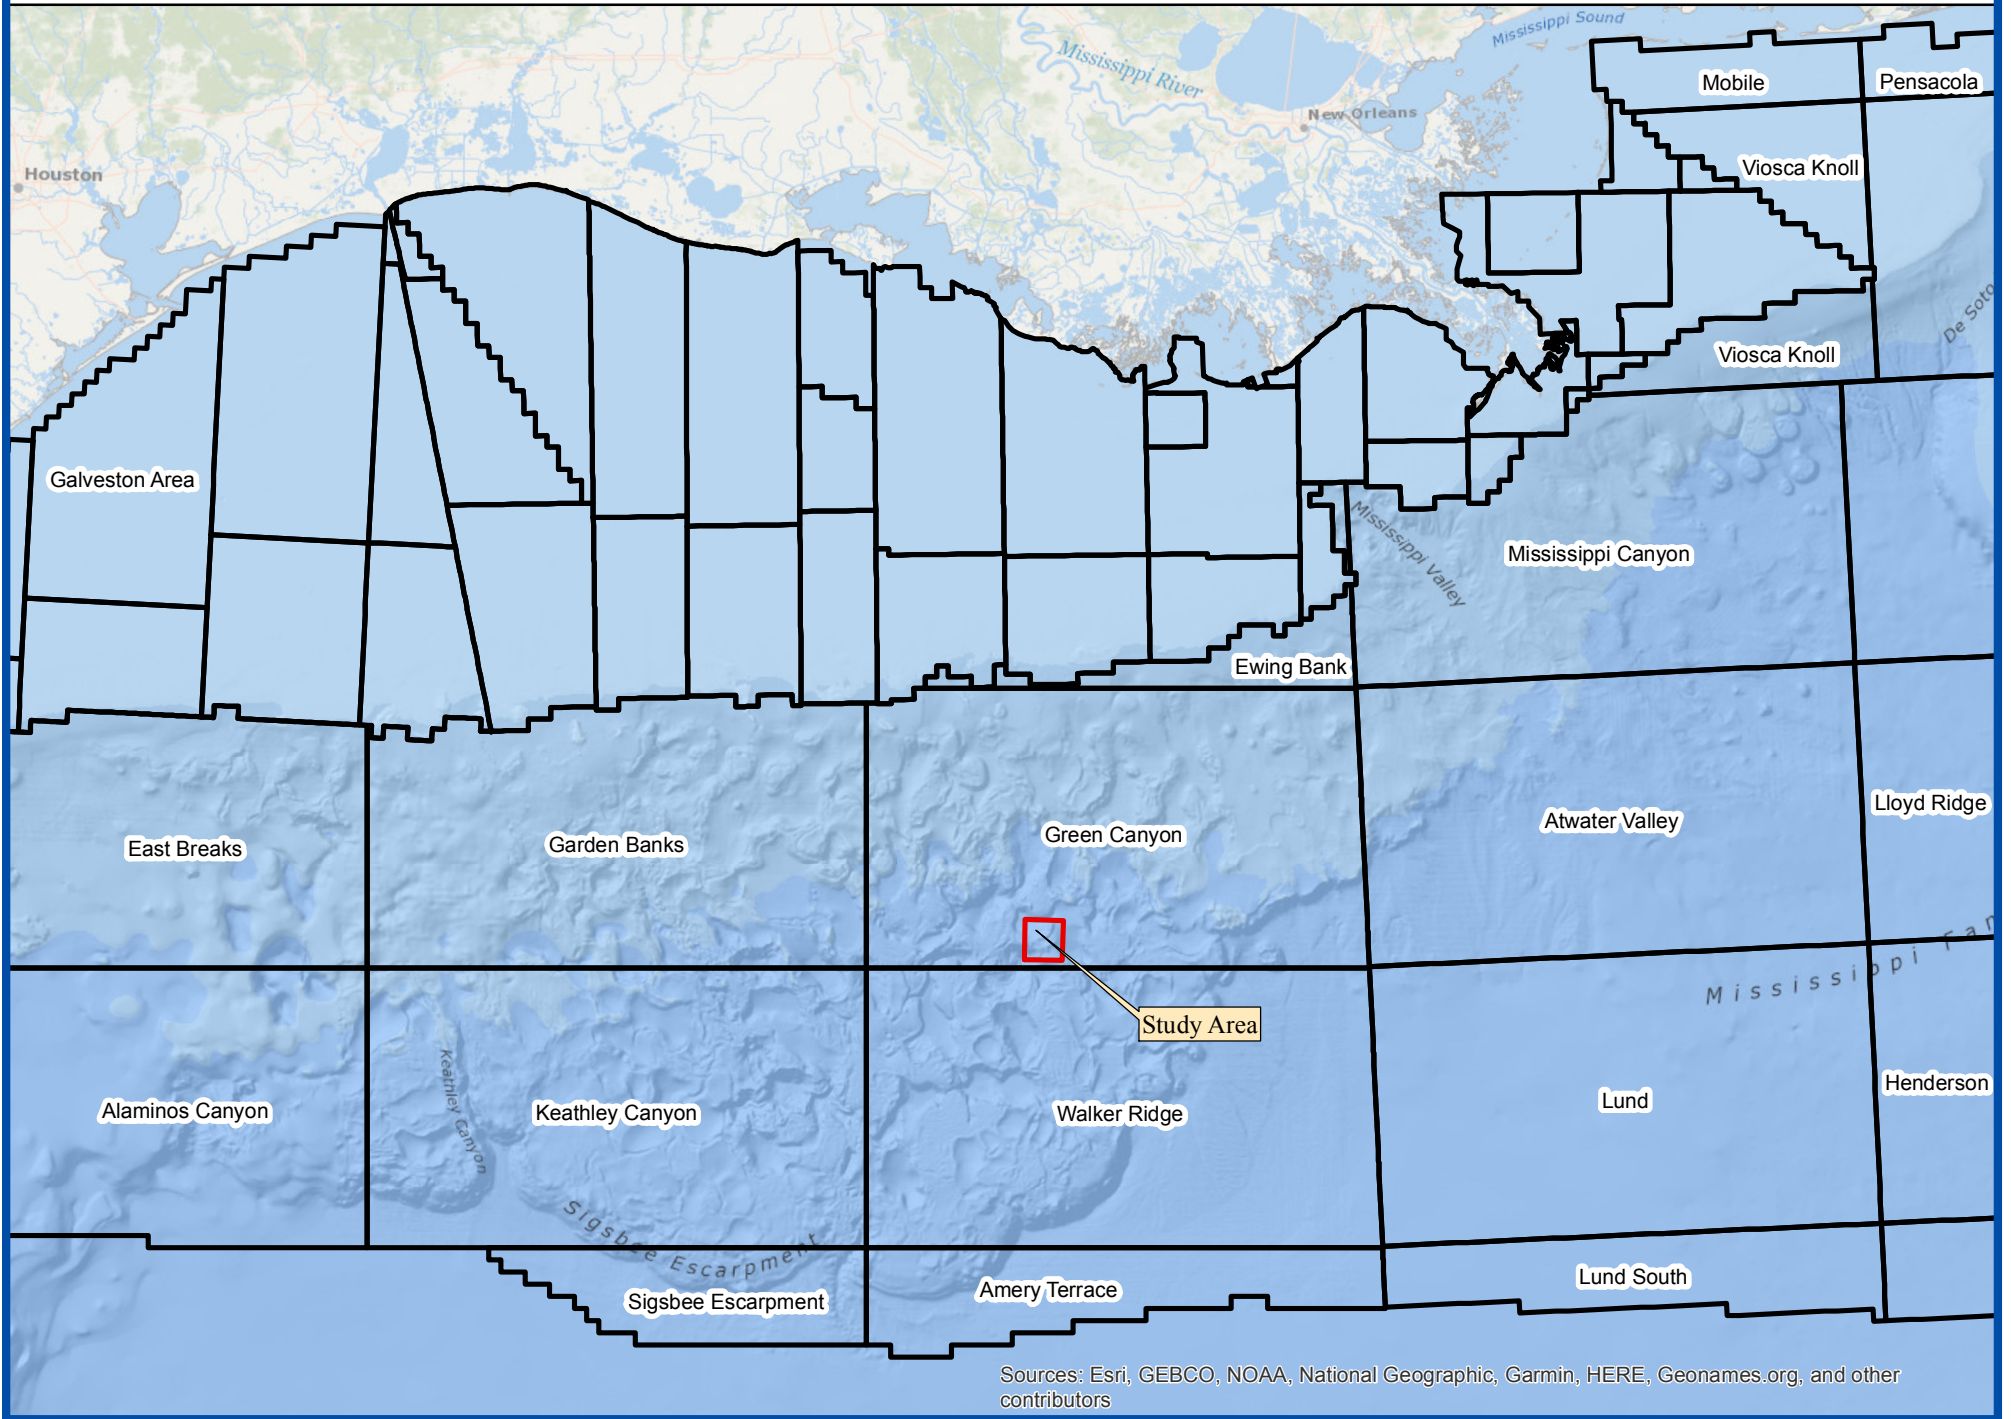 Mississippi Sound
Mississippi River
Mobile
Pensacola
New Orleans
Houston
Viosca Knoll
De Soto
Viosca Knoll
Galveston Area
Mississippi Valley
Mississippi Canyon
Ewing Bank
Lloyd Ridge
Atwater Valley
Green Canyon
Garden Banks
East Breaks
Mississippi Fan
Study Area
Keathley Canyon
Alaminos Canyon
Keathley Canyon
Walker Ridge
Lund
Henderson
Sigsbee Escarpment
Sigsbee Escarpment
Amery Terrace
Lund South
Sources: Esri, GEBCO, NOAA, National Geographic, Garmin, HERE, Geonames.org, and other
contributors